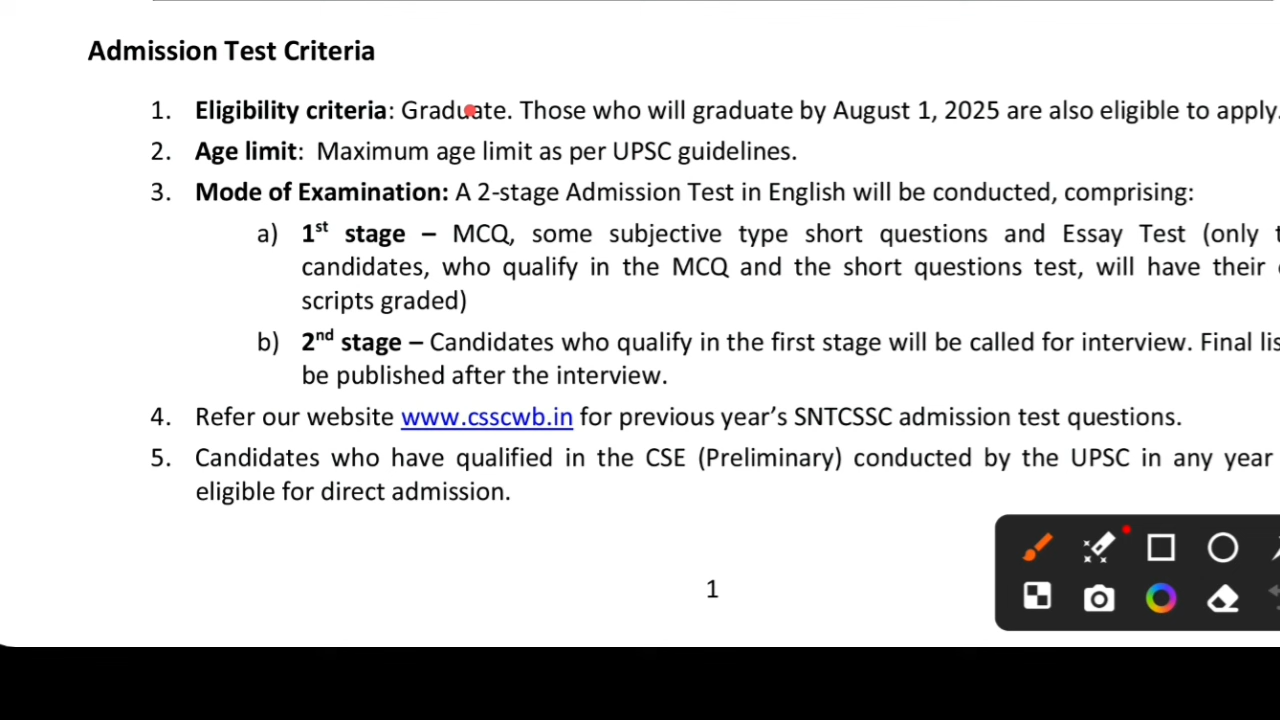 Admission Test Criteria
1. Eligibility criteria: Graduate. Those who will graduate by August 1, 2025 are also eligible to apply.
2. Age limit: Maximum age limit as per UPSC guidelines.
3. Mode of Examination: A 2-stage Admission Test in English will be conducted, comprising:
a) 1st stage – MCQ, some subjective type short questions and Essay Test (only
candidates, who qualify in the MCQ and the short questions test, will have their
scripts graded)
b) 2nd stage – Candidates who qualify in the first stage will be called for interview. Final
be published after the interview.
4. Refer our website www.csscwb.in for previous year's SNTCSSC admission test questions.
5. Candidates who have qualified in the CSE (Preliminary) conducted by the UPSC in any year
eligible for direct admission.
1